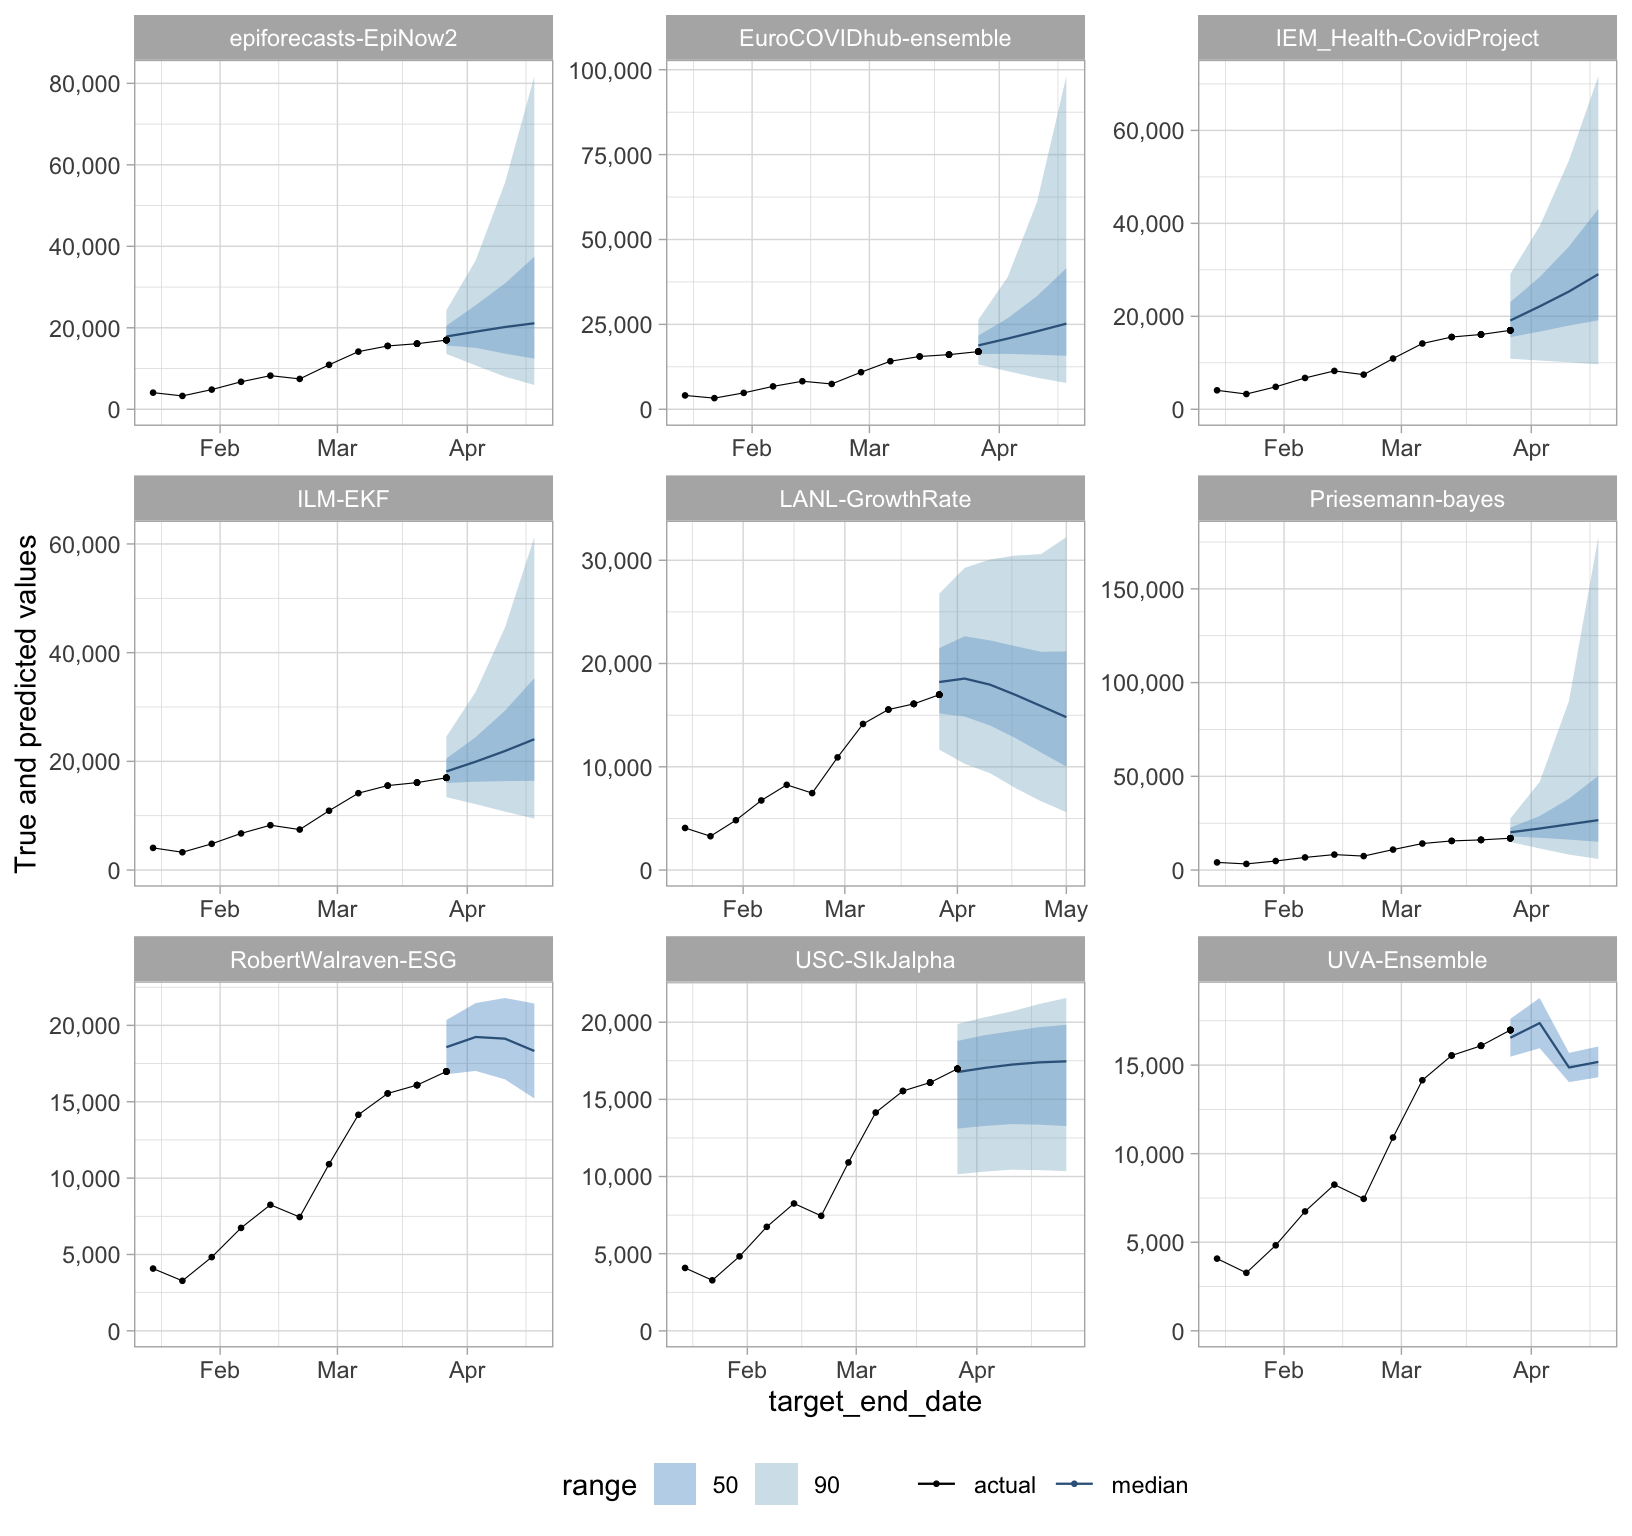 epiforecasts-EpiNow2
EuroCOVIDhub-ensemble
IEM_Health-CovidProject
80,000
60,000
40,000
20,000
0
Feb
Mar
Apr
100,000
75,000
50,000
25,000
0
Feb
Mar
Apr
60,000
40,000
20,000
0
Feb
Mar
Apr
True and predicted values
ILM-EKF
LANL-GrowthRate
Priesemann-bayes
60,000
40,000
20,000
0
Feb
Mar
Apr
30,000
20,000
10,000
0
Feb
Mar
Apr
May
150,000
100,000
50,000
0
Feb
Mar
Apr
RobertWalraven-ESG
USC-SIkJalpha
UVA-Ensemble
20,000
15,000
10,000
5,000
0
Feb
Mar
Apr
20,000
15,000
10,000
5,000
0
Feb
Mar
Apr
15,000
10,000
5,000
0
Feb
Mar
Apr
target_end_date
range 50 90 actual median